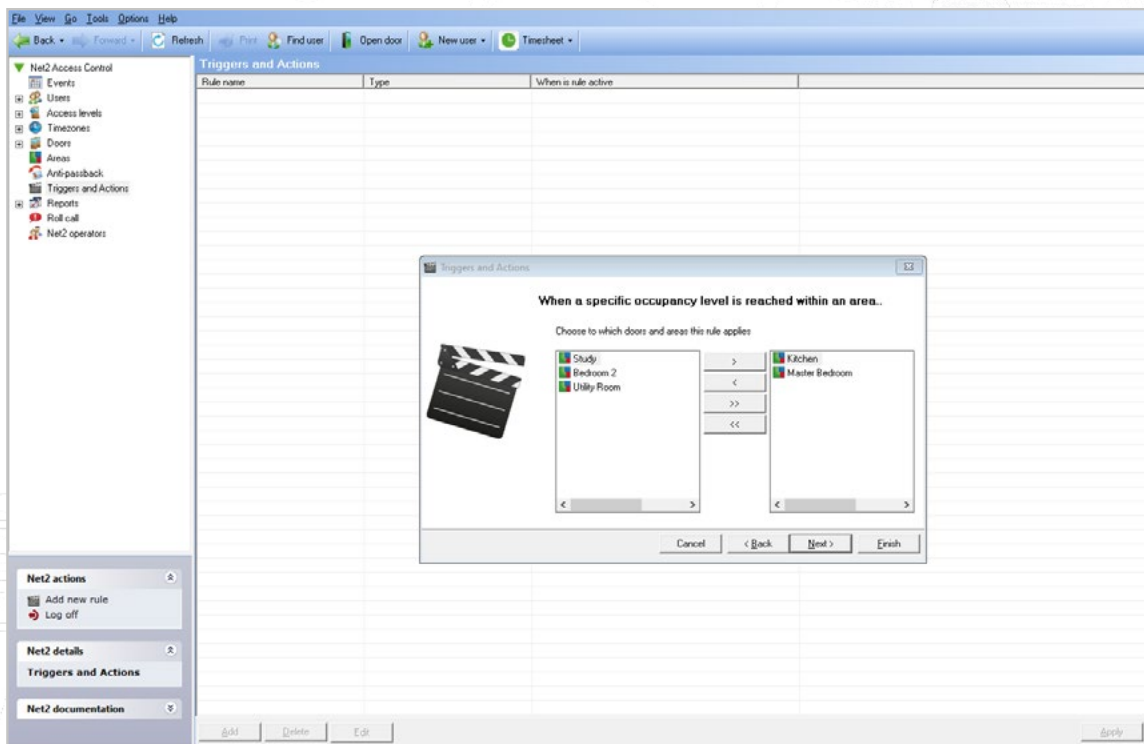 File View Go Tools Options Help
Back Forward Refresh Print Find user Open door New user Timesheet
Net2 Access Control
Events
Users
Access levels
Timezones
Doors
Areas
Anti-passback
Triggers and Actions
Reports
Roll call
Net2 operators
Triggers and Actions
Rule name Type When is rule active
Triggers and Actions
When a specific occupancy level is reached within an area..
Choose to which doors and areas this rule applies
Study
Bedroom 2
Utility Room
>
<
>>
<<
Kitchen
Master Bedroom
Cancel < Back Next > Finish
Net2 actions
Add new rule
Log off
Net2 details
Triggers and Actions
Net2 documentation
Add Delete Edit Apply